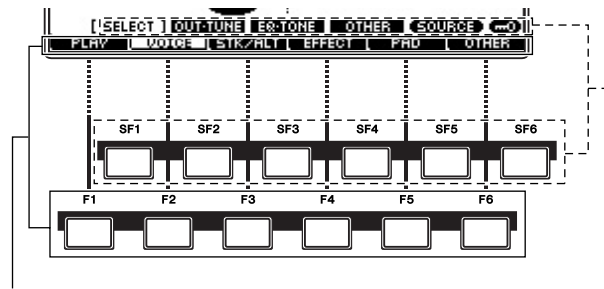 SELECT OUT-TUNE EQ-TONE OTHER SOURCE
PLAY VOICE STK/ALT EFFECT PAD OTHER
SF1 SF2 SF3 SF4 SF5 SF6
F1 F2 F3 F4 F5 F6